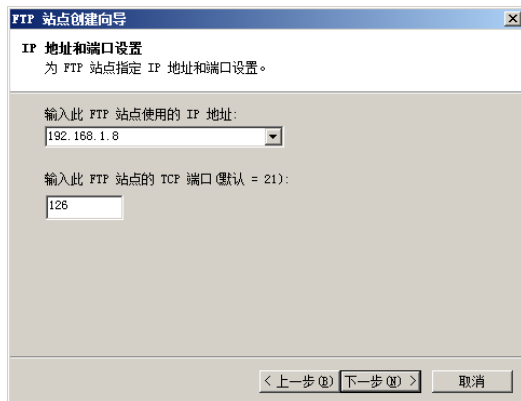 FTP 站点创建向导
IP 地址和端口设置
为 FTP 站点指定 IP 地址和端口设置。
输入此 FTP 站点使用的 IP 地址:
192.168.1.8
输入此 FTP 站点的 TCP 端口(默认 = 21):
126
< 上一步(B) 下一步(N) > 取消